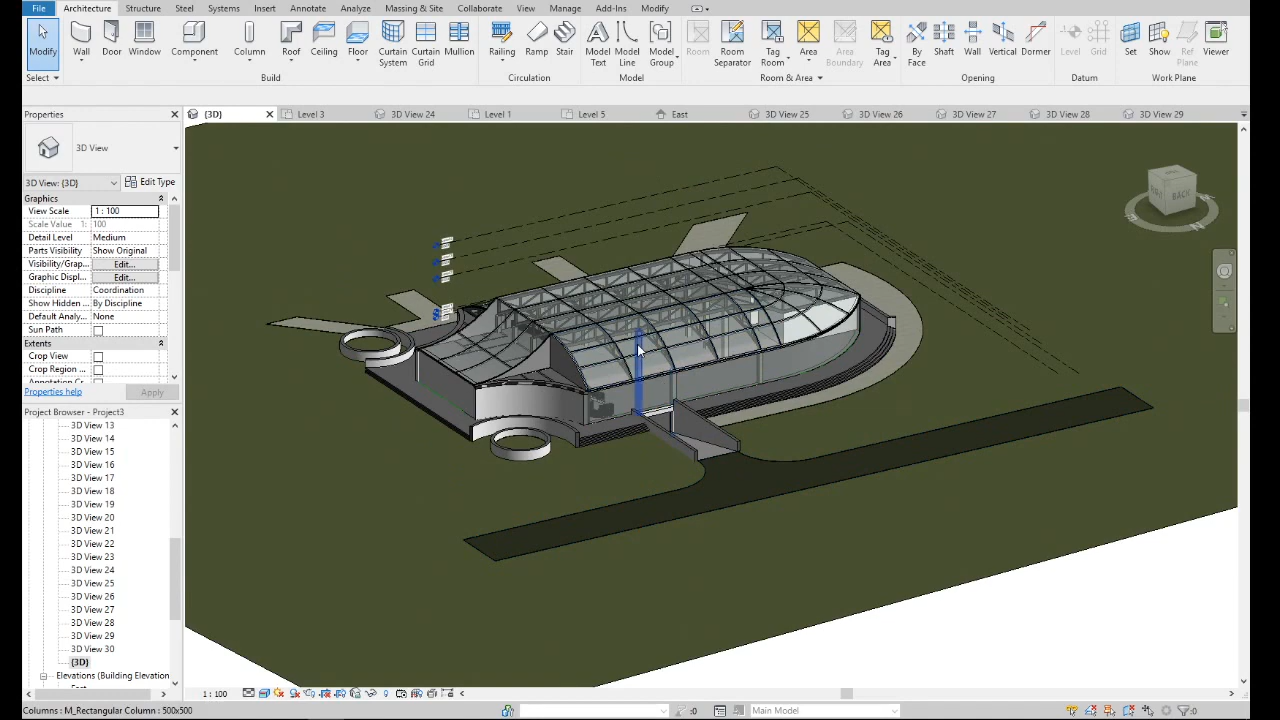 File Architecture Structure Steel Systems Insert Annotate Analyze Massing & Site Collaborate View Manage Add-Ins Modify
Modify Wall Door Window Component Column Roof Ceiling Floor Curtain System Curtain Grid Mullion Railing Ramp Stair Model Text Model Line Model Group Room Room Separator Tag Room Area Area Boundary Tag Area By Face Shaft Wall Vertical Dormer Level Grid Set Show Ref Plane Viewer
Select Build Circulation Model Room & Area Opening Datum Work Plane
Properties
{3D} Level 3 3D View 24 Level 1 Level 5 East 3D View 25 3D View 26 3D View 27 3D View 28 3D View 29
3D View
3D View: {3D} Edit Type
Graphics
View Scale 1 : 100
Scale Value 1: 100
Detail Level Medium
Parts Visibility Show Original
Visibility/Grap... Edit...
Graphic Displ... Edit...
Discipline Coordination
Show Hidden ... By Discipline
Default Analy... None
Sun Path
Extents
Crop View
Crop Region ...
Annotation Cr
Properties help Apply
Project Browser - Project3
3D View 13
3D View 14
3D View 15
3D View 16
3D View 17
3D View 18
3D View 19
3D View 20
3D View 21
3D View 22
3D View 23
3D View 24
3D View 25
3D View 26
3D View 27
3D View 28
3D View 29
3D View 30
{3D}
Elevations (Building Elevation
BACK
1 : 100
Columns : M_Rectangular Column : 500x500
:0 Main Model :0